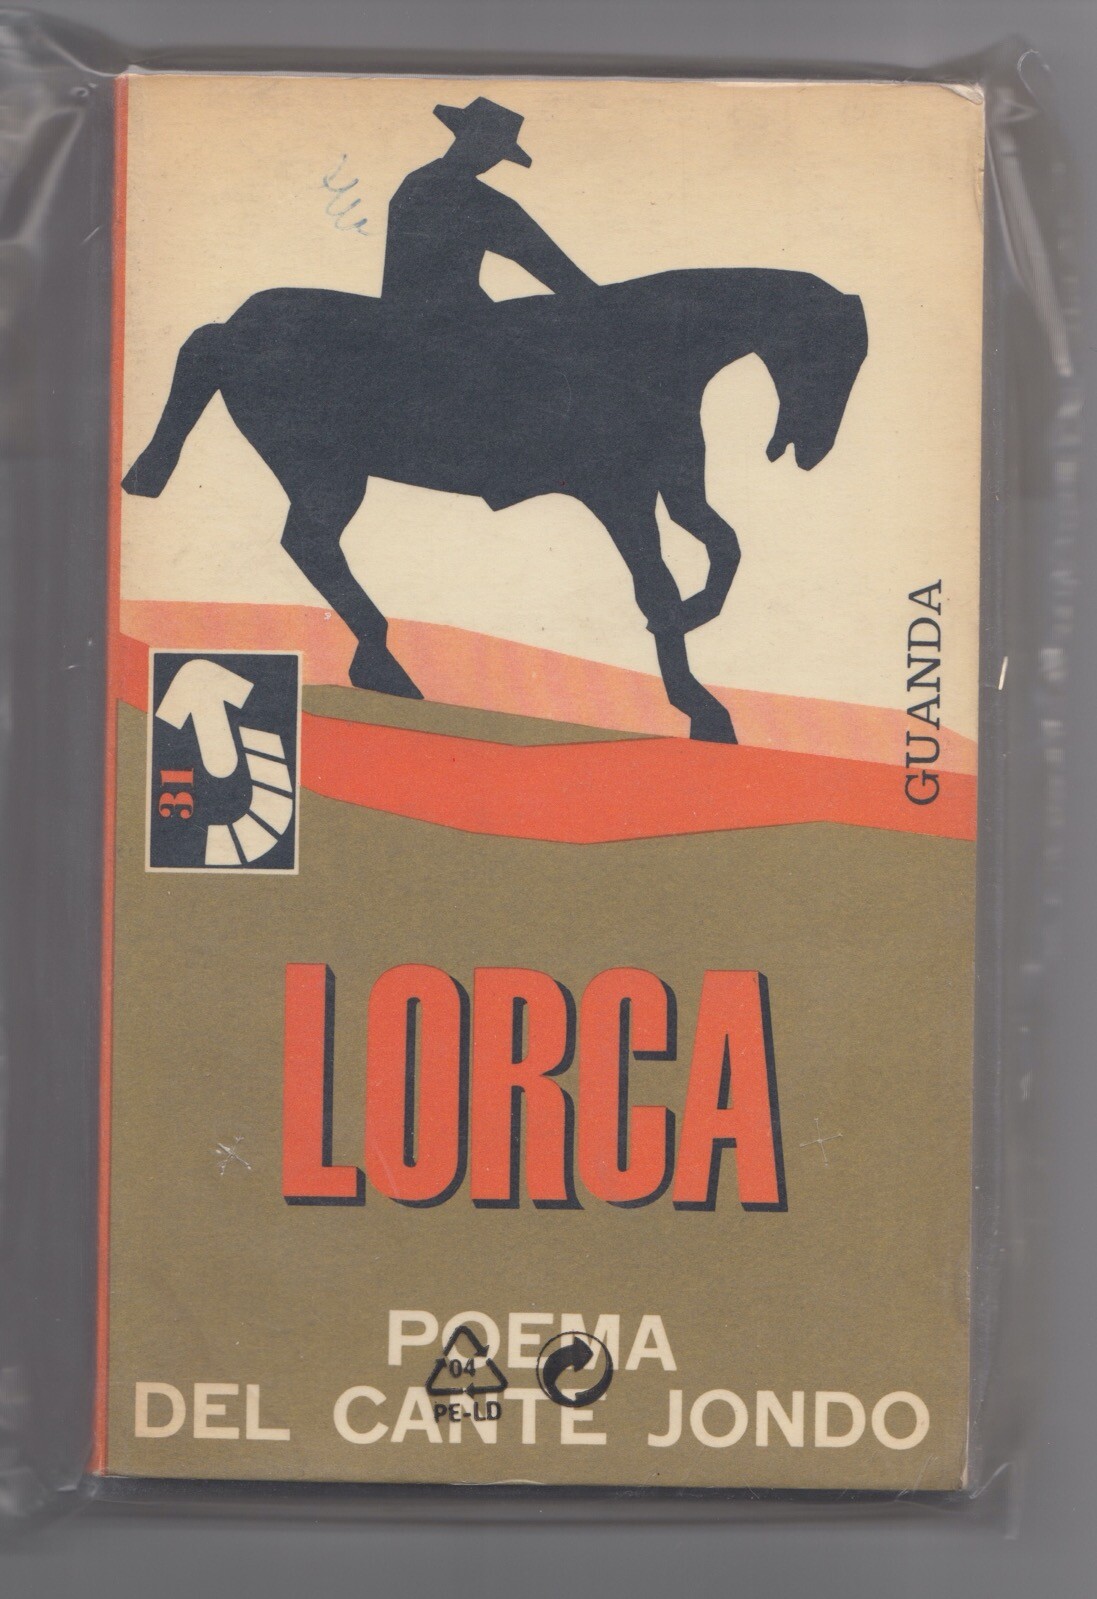 GUANDA
31
LORCA
POEMA
DEL CANTE JONDO
04
PE-LD